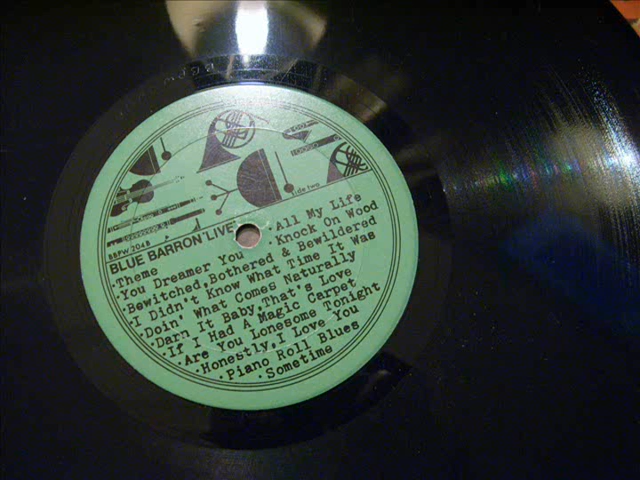 side two
BBPW 2048
BLUE BARRON'LIVE'
·Theme
·You Dreamer You ·All My Life
·Bewitched,Bothered & Bewildered ·Knock On Wood
·I Didn't Know What Time It Was
·Doin' What Comes Naturally
·Darn It Baby,That's Love
·If I Had A Magic Carpet
·Are You Lonesome Tonight
·Honestly,I Love You
·Piano Roll Blues
·Sometime